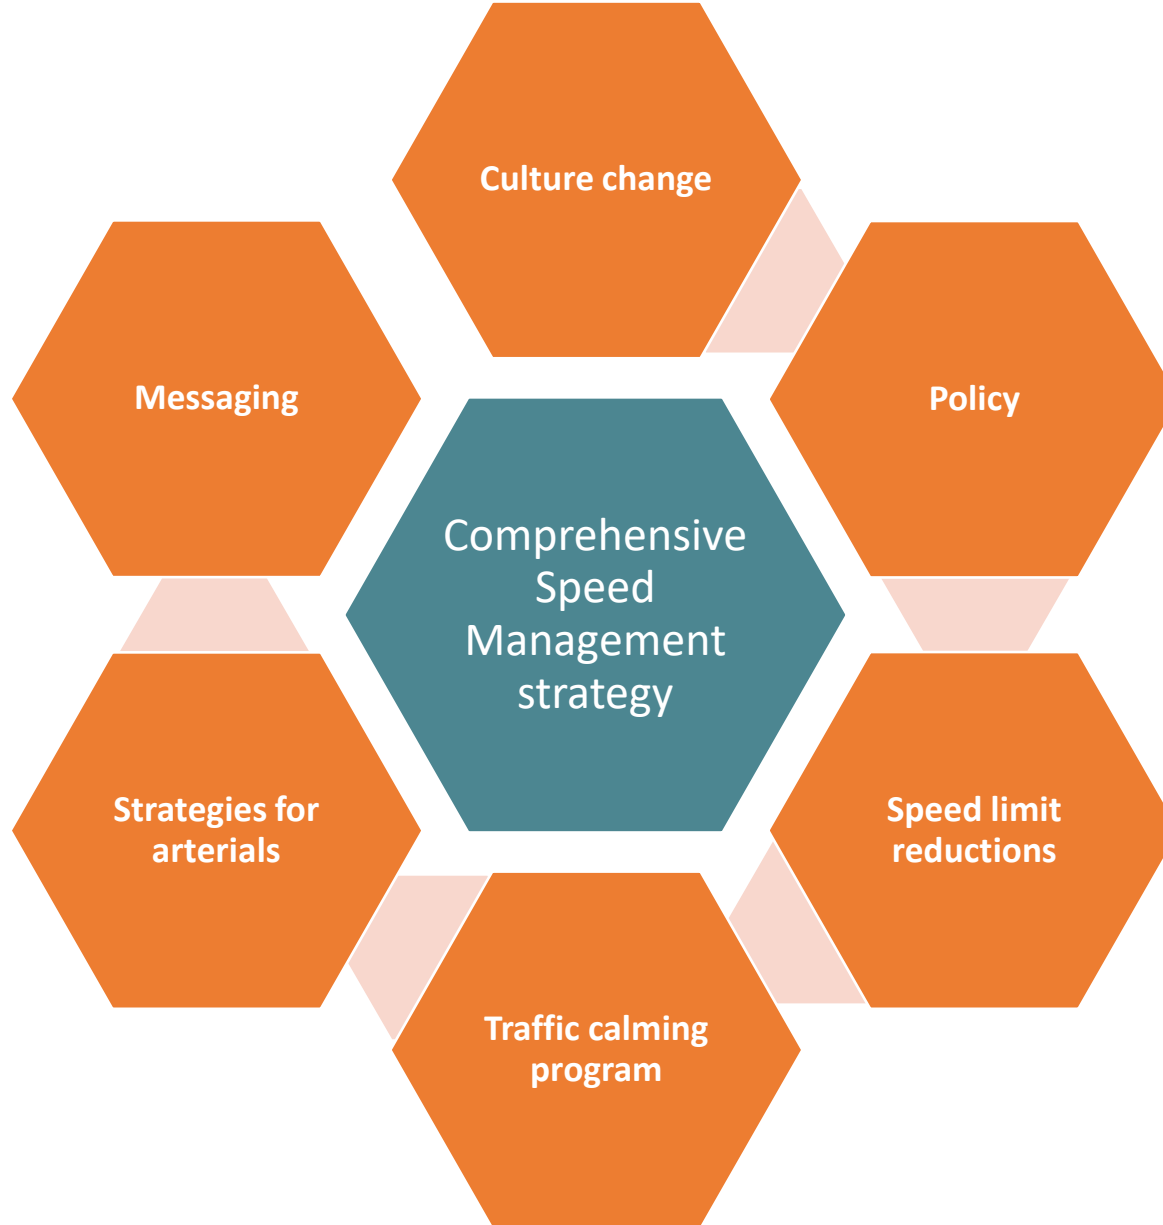 Culture change
Messaging
Policy
Comprehensive
Speed
Management
strategy
Strategies for
arterials
Speed limit
reductions
Traffic calming
program